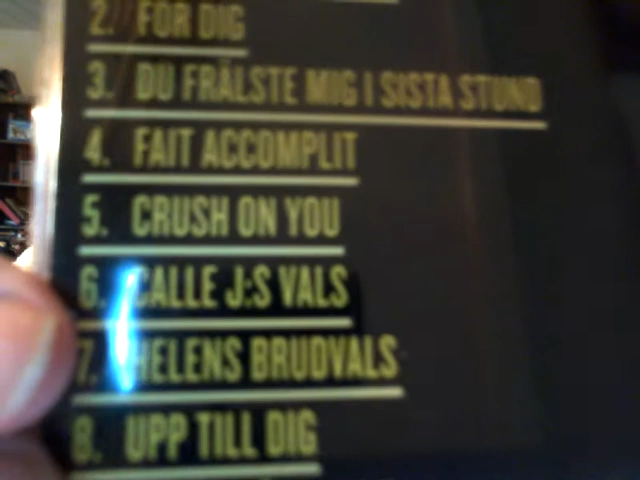 2. FÖR DIG
3. DU FRÄLSTE MIG I SISTA STUND
4. FAIT ACCOMPLIT
5. CRUSH ON YOU
6. CALLE J:S VALS
7. HELENS BRUDVALS
8. UPP TILL DIG